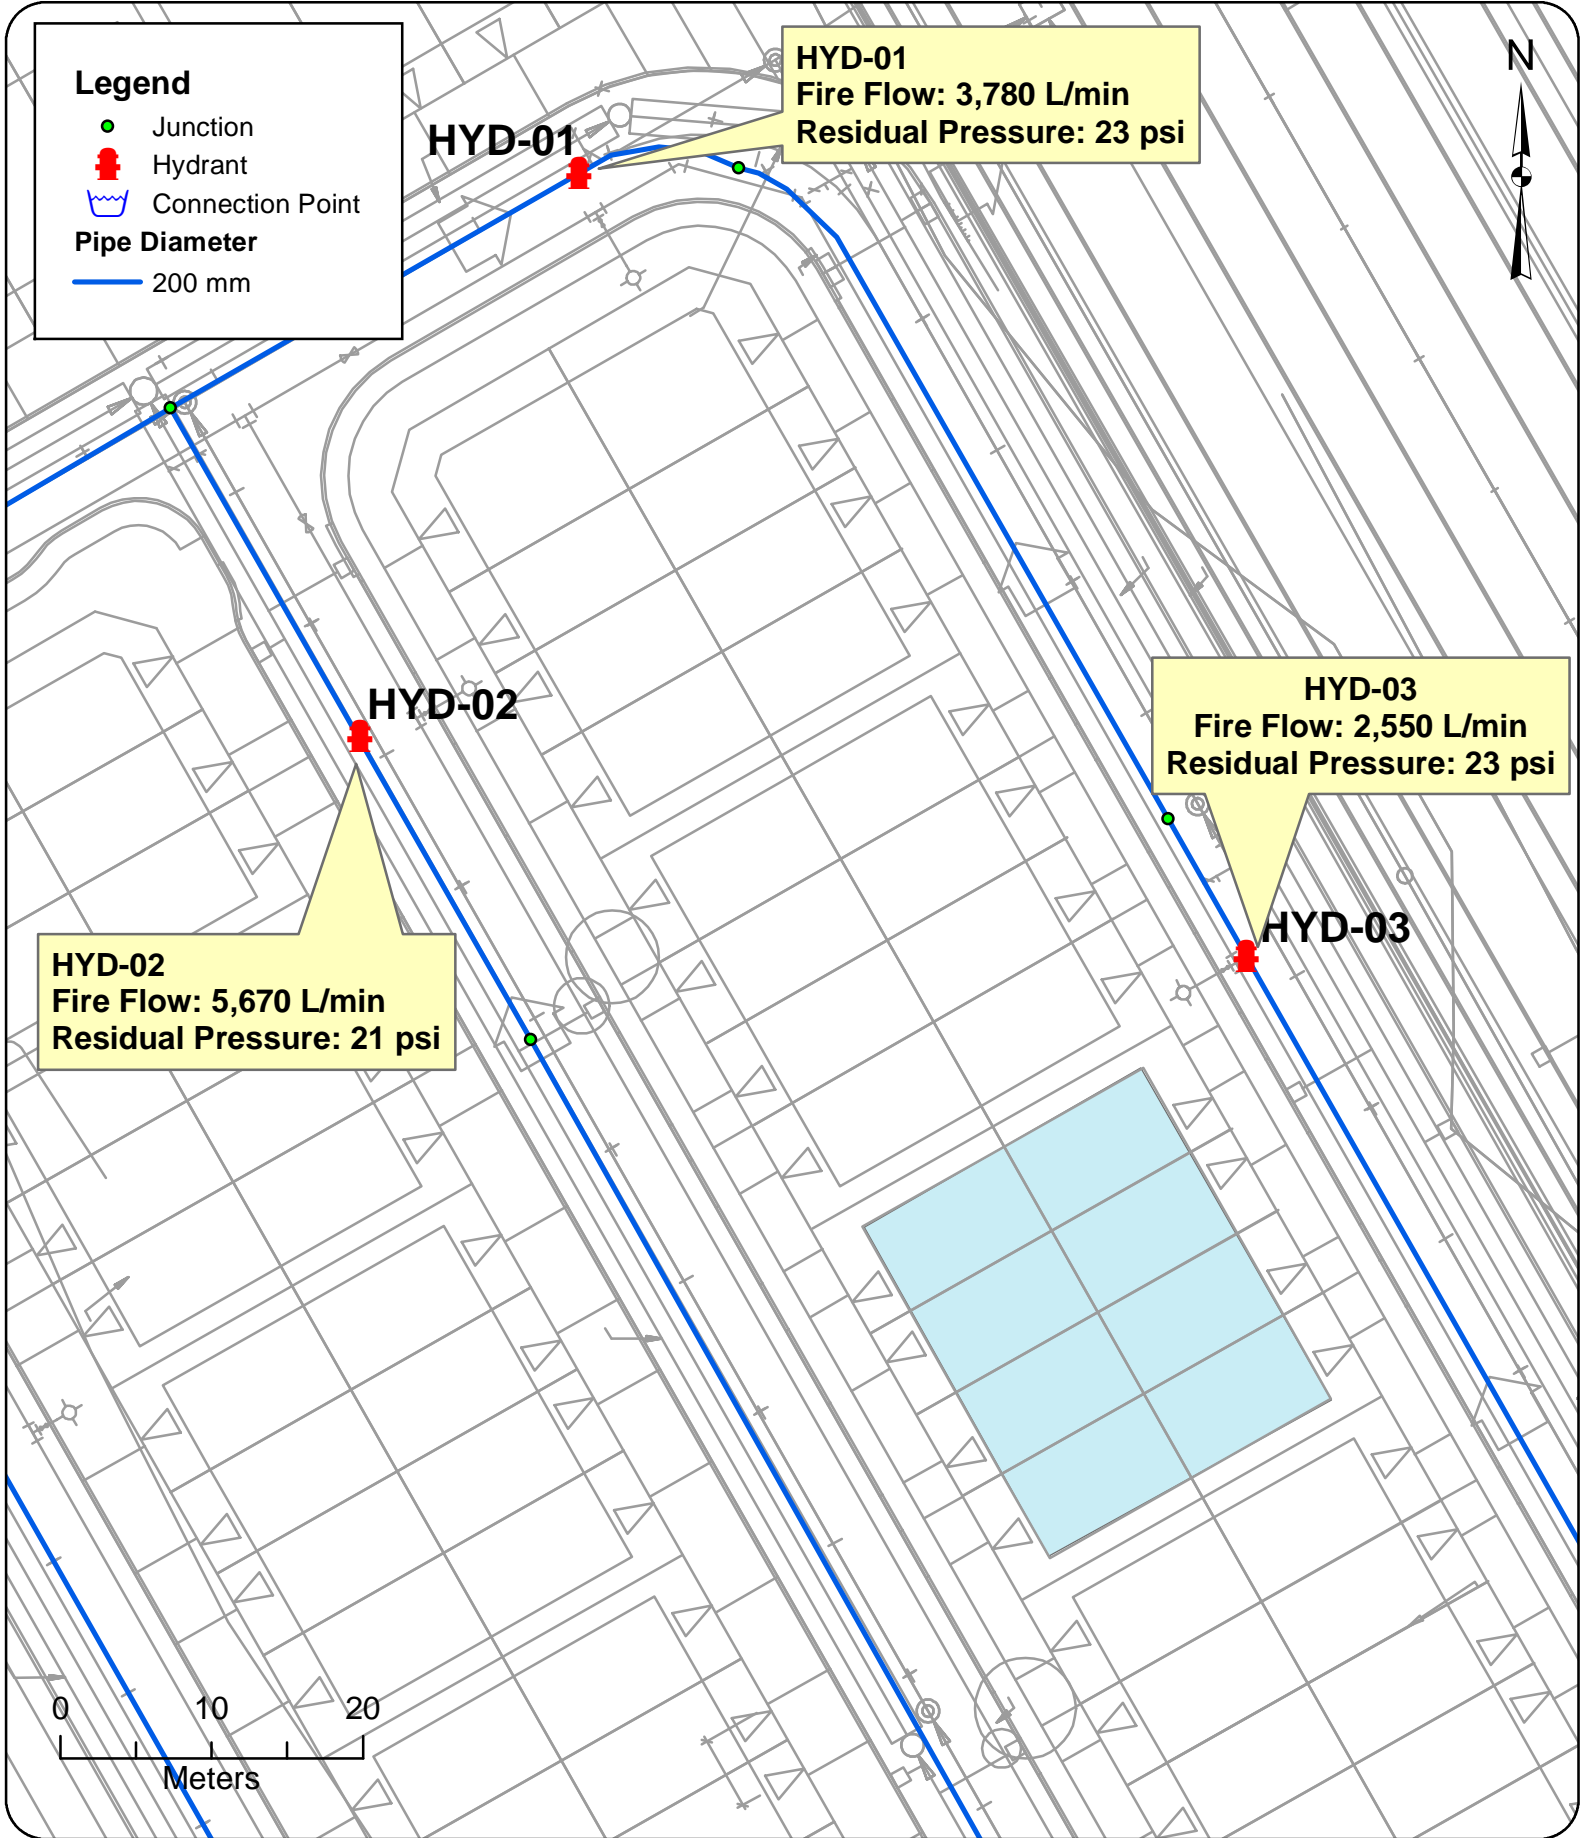 Legend
Junction
Hydrant
Connection Point
Pipe Diameter
200 mm
HYD-01
HYD-01
Fire Flow: 3,780 L/min
Residual Pressure: 23 psi
N
HYD-02
HYD-03
Fire Flow: 2,550 L/min
Residual Pressure: 23 psi
HYD-03
HYD-02
Fire Flow: 5,670 L/min
Residual Pressure: 21 psi
0 10 20
Meters